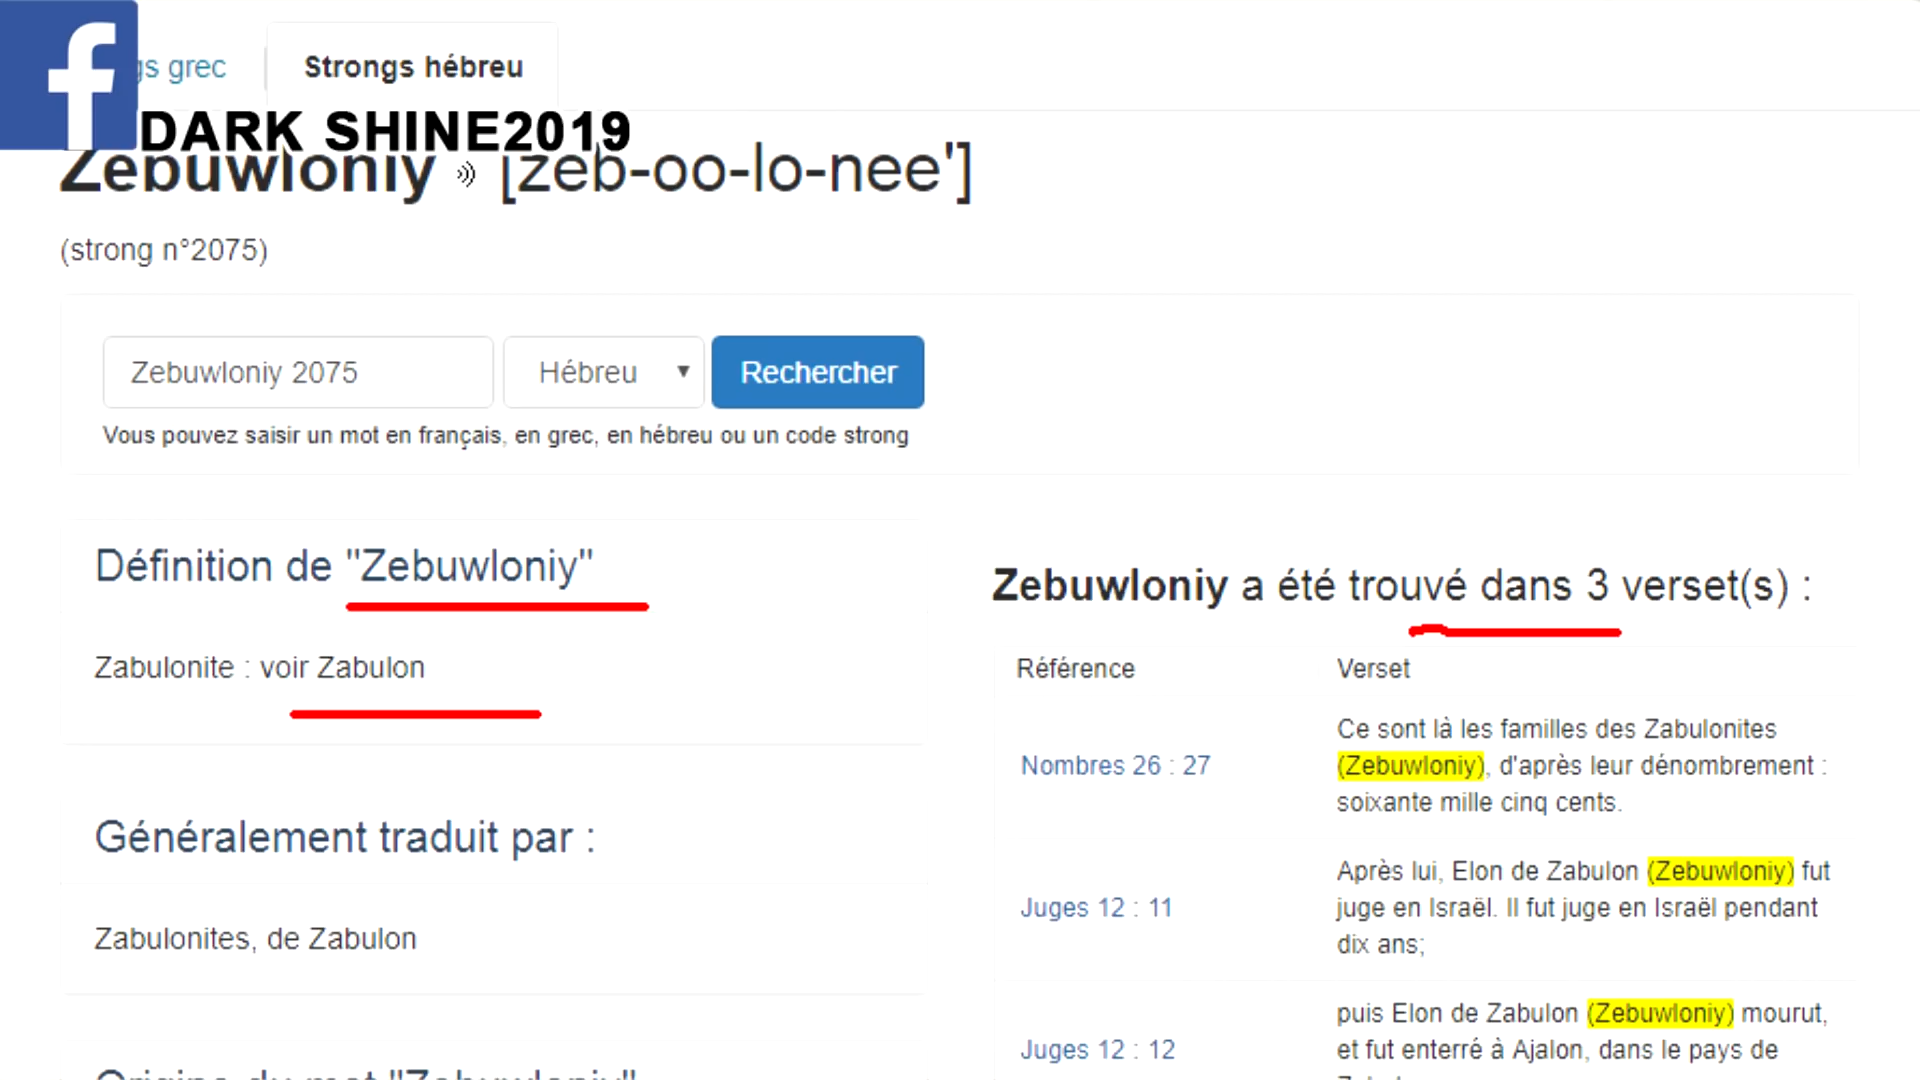 gs grec
Strongs hébreu
DARK SHINE2019
Zebuwloniy [zeb-oo-lo-nee']
(strong n°2075)
Zebuwloniy 2075
Hébreu
Rechercher
Vous pouvez saisir un mot en français, en grec, en hébreu ou un code strong
Définition de "Zebuwloniy"
Zabulonite : voir Zabulon
Généralement traduit par :
Zabulonites, de Zabulon
Origine du mot "Zebuwloniy"
Zebuwloniy a été trouvé dans 3 verset(s) :
Référence Verset
Nombres 26 : 27
Ce sont là les familles des Zabulonites
(Zebuwloniy), d'après leur dénombrement :
soixante mille cinq cents.
Juges 12 : 11
Après lui, Elon de Zabulon (Zebuwloniy) fut
juge en Israël. Il fut juge en Israël pendant
dix ans;
Juges 12 : 12
puis Elon de Zabulon (Zebuwloniy) mourut,
et fut enterré à Ajalon, dans le pays de